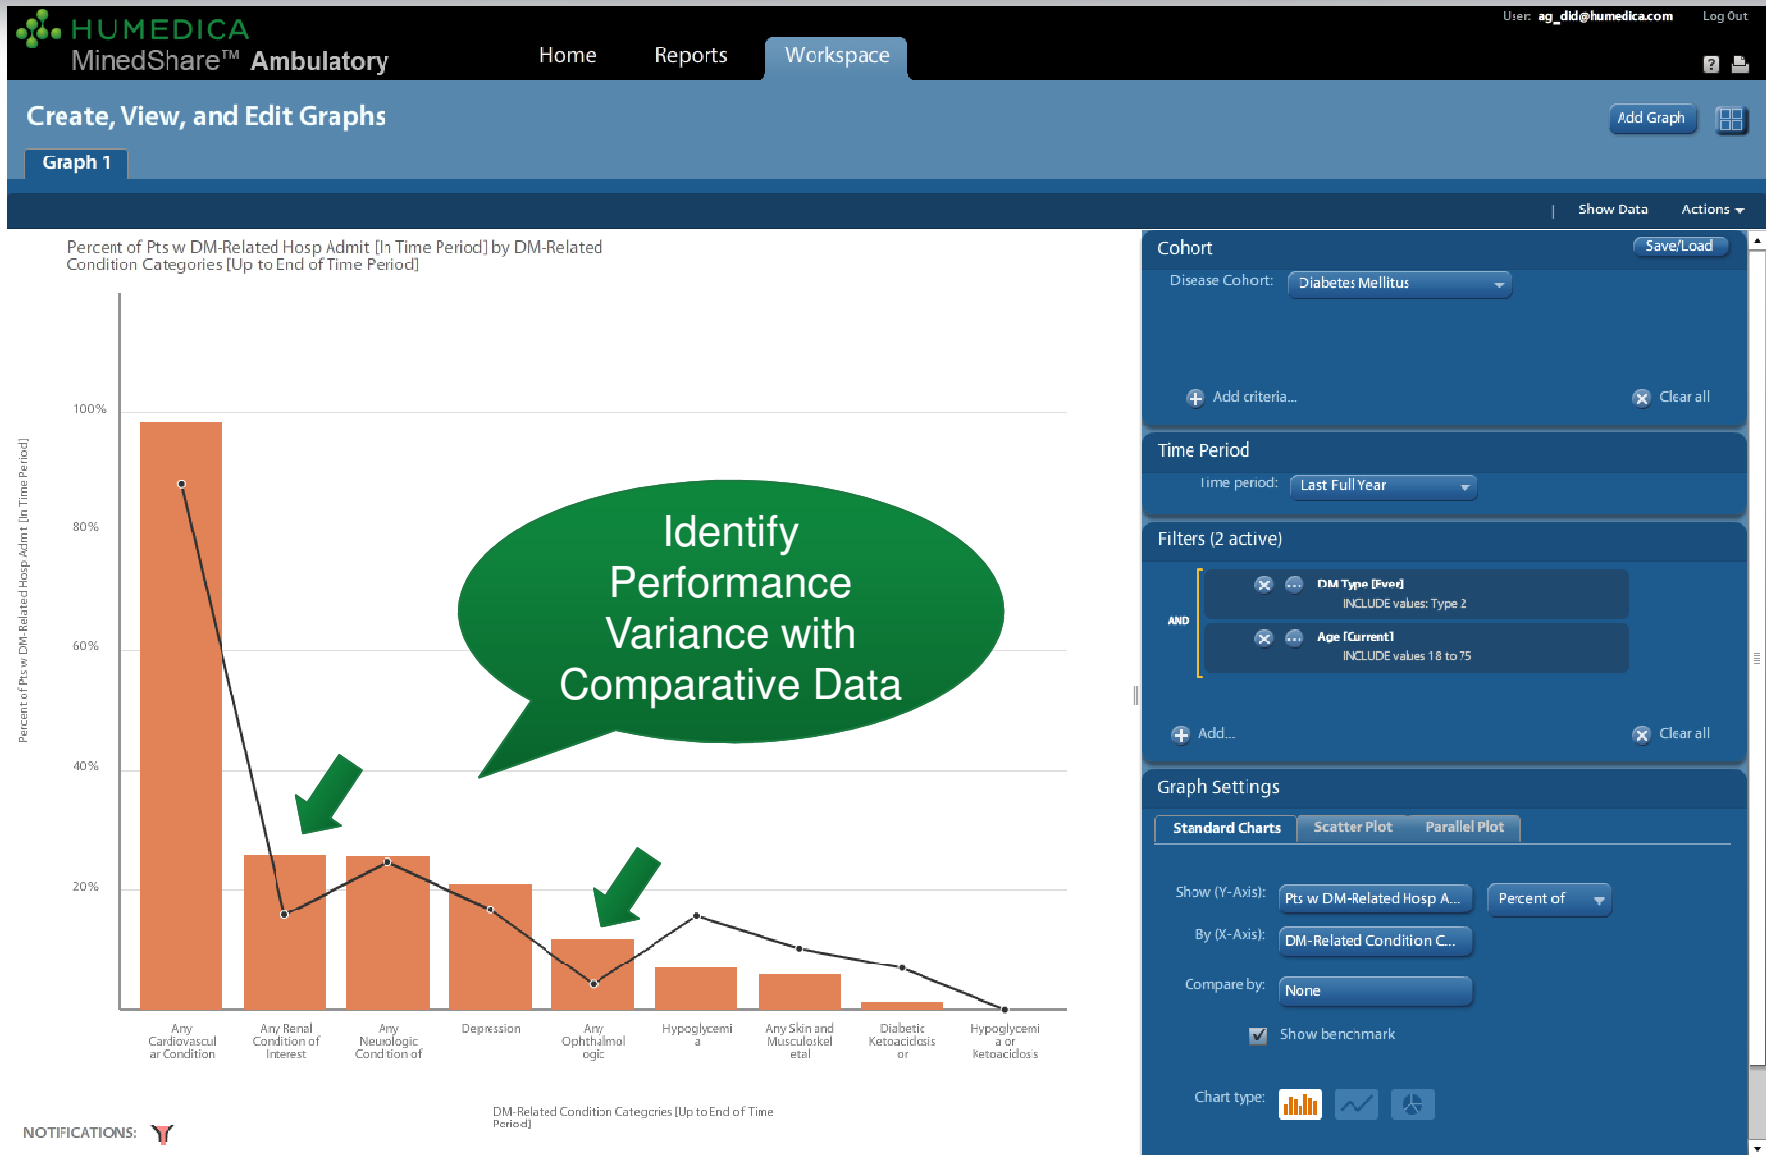 User: ag_did@humedica.com Log Out
HUMEDICA
MinedShare™ Ambulatory
Home Reports Workspace
?
Create, View, and Edit Graphs
Add Graph
Graph 1
| Show Data Actions
Percent of Pts w DM-Related Hosp Admit [In Time Period] by DM-Related
Condition Categories [Up to End of Time Period]
Percent of Pts w DM-Related Hosp Admit [In Time Period]
100%
80%
60%
40%
20%
Identify
Performance
Variance with
Comparative Data
Any
Cardiovascul
ar Condition
Any Renal
Condition of
Interest
Any
Neurologic
Condition of
Depression
Any
Ophthalmol
ogic
Hypoglycemi
a
Any Skin and
Musculoskel
etal
Diabetic
Ketoacidosis
or
Hypoglycemi
a or
Ketoacidosis
DM-Related Condition Categories [Up to End of Time
Period]
NOTIFICATIONS:
Cohort
Save/Load
Disease Cohort: Diabetes Mellitus
Add criteria...
Clear all
Time Period
Time period: Last Full Year
Filters (2 active)
AND
DM Type [Ever]
INCLUDE values: Type 2
Age [Current]
INCLUDE values 18 to 75
Add...
Clear all
Graph Settings
Standard Charts Scatter Plot Parallel Plot
Show (Y-Axis): Pts w DM-Related Hosp A... Percent of
By (X-Axis): DM-Related Condition C...
Compare by: None
Show benchmark
Chart type: